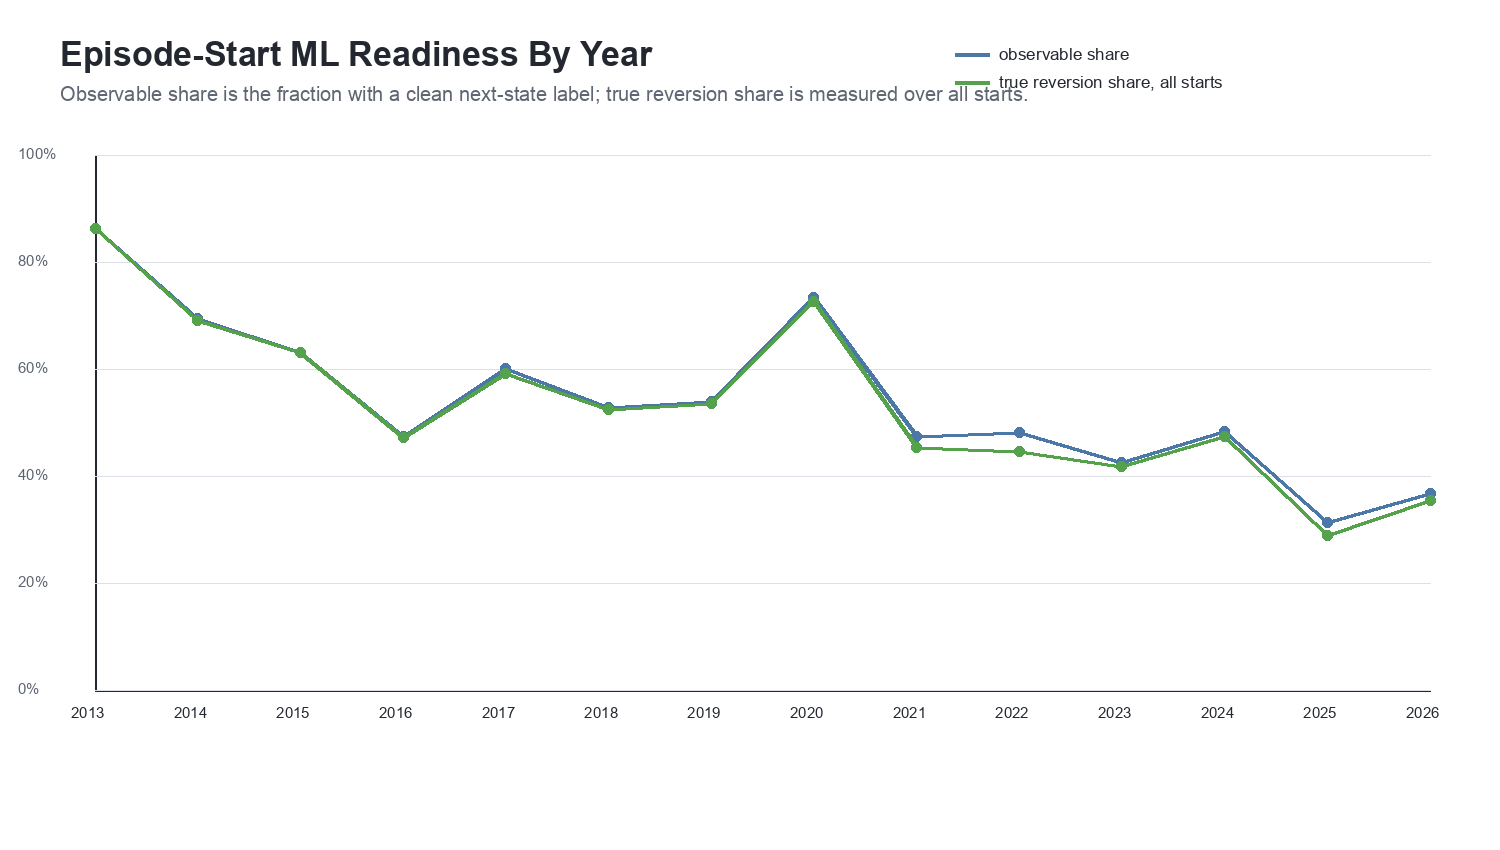 Episode-Start ML Readiness By Year
Observable share is the fraction with a clean next-state label; true reversion share is measured over all starts.
observable share
true reversion share, all starts
100%
80%
60%
40%
20%
0%
2013 2014 2015 2016 2017 2018 2019 2020 2021 2022 2023 2024 2025 2026